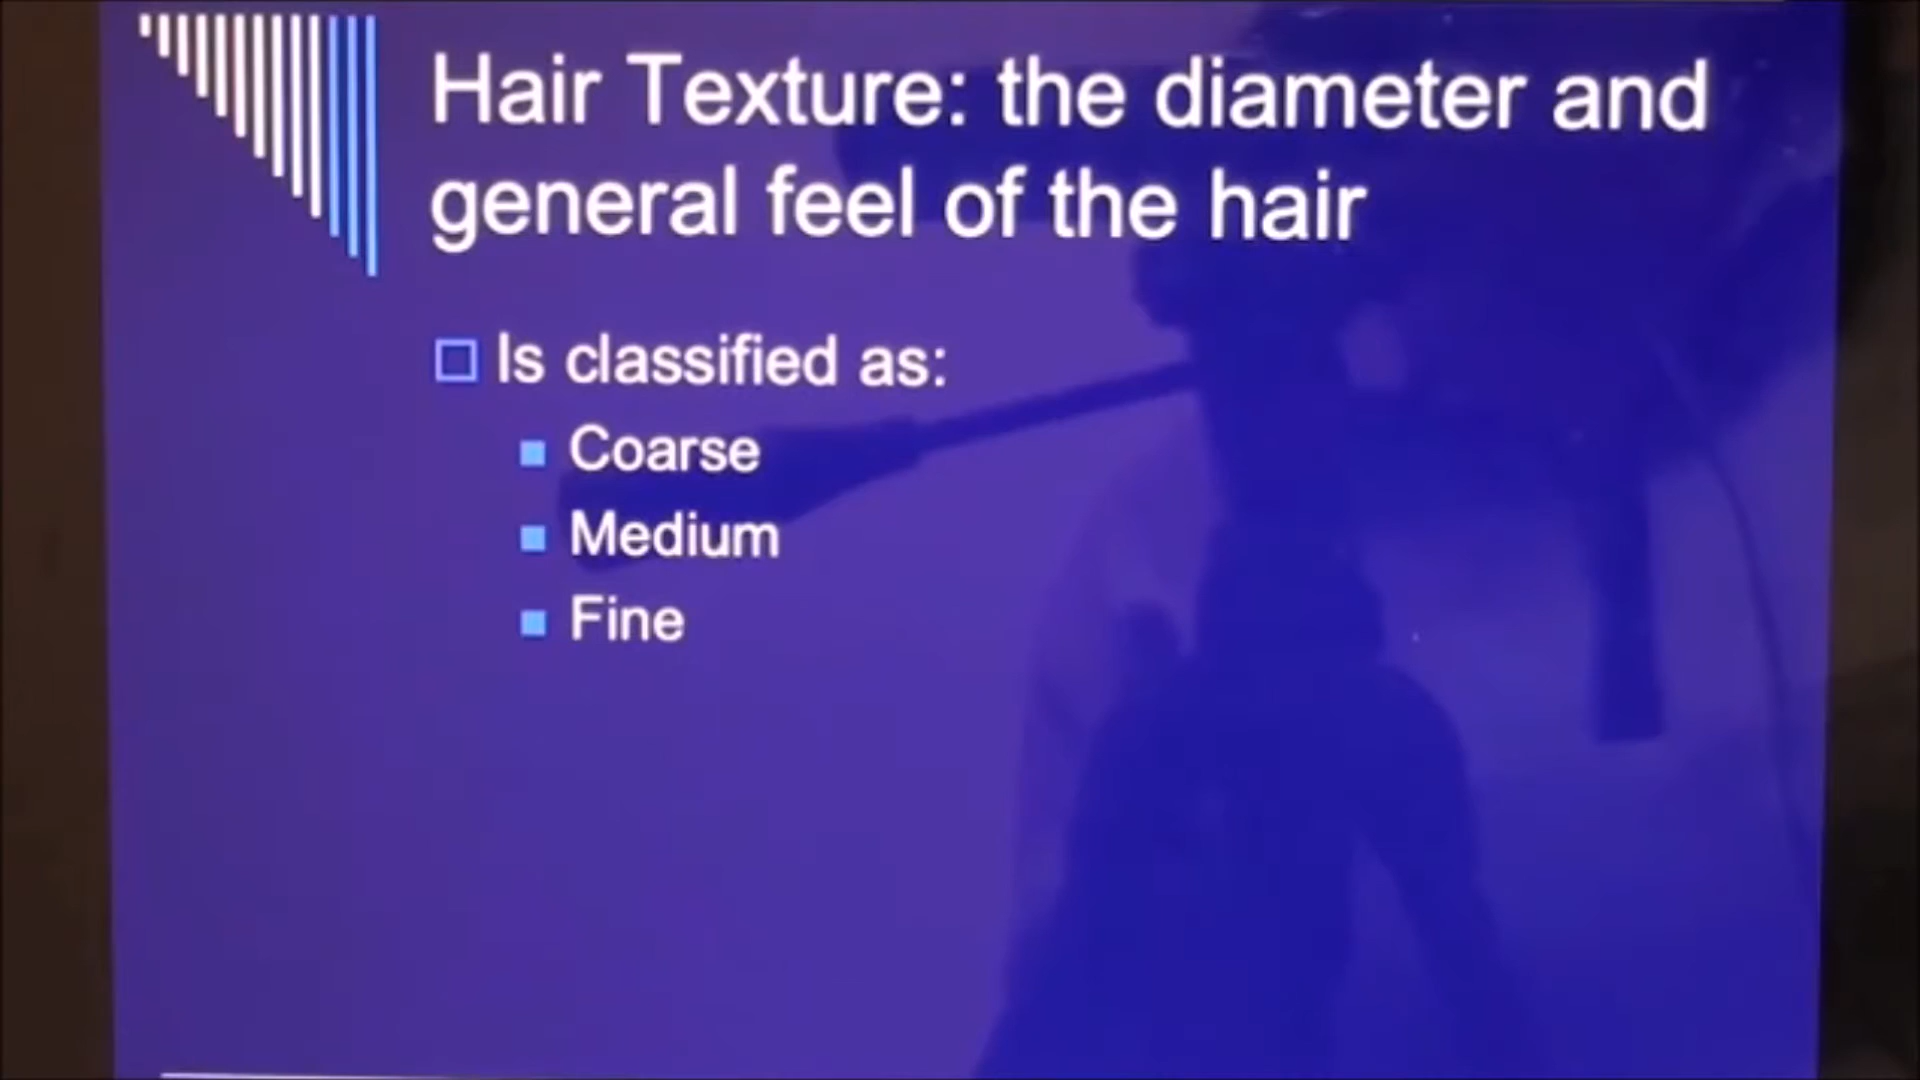 Hair Texture: the diameter and
general feel of the hair
Is classified as:
Coarse
Medium
Fine